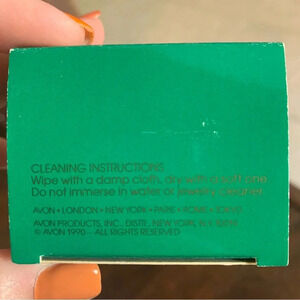 CLEANING INSTRUCTIONS
Wipe with a damp cloth, dry with a soft one.
Do not immerse in water or jewelry cleaner.
AVON • LONDON • NEW YORK • PARIS • ROME • TOKYO
AVON PRODUCTS, INC., DISTR., NEW YORK, N.Y.
© AVON 1990 — ALL RIGHTS RESERVED